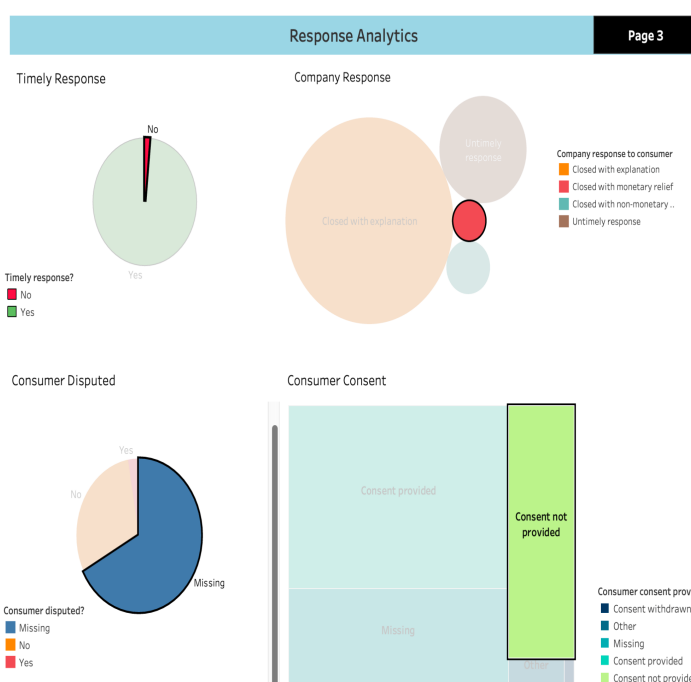 Response Analytics
Page 3
Timely Response
Company Response
No
Yes
Timely response?
No
Yes
Closed with explanation
Untimely
response
Company response to consumer
Closed with explanation
Closed with monetary relief
Closed with non-monetary ..
Untimely response
Consumer Disputed
Consumer Consent
Yes
No
Missing
Consumer disputed?
Missing
No
Yes
Consent provided
Consent not
provided
Missing
Other
Consumer consent prov
Consent withdrawn
Other
Missing
Consent provided
Consent not provide